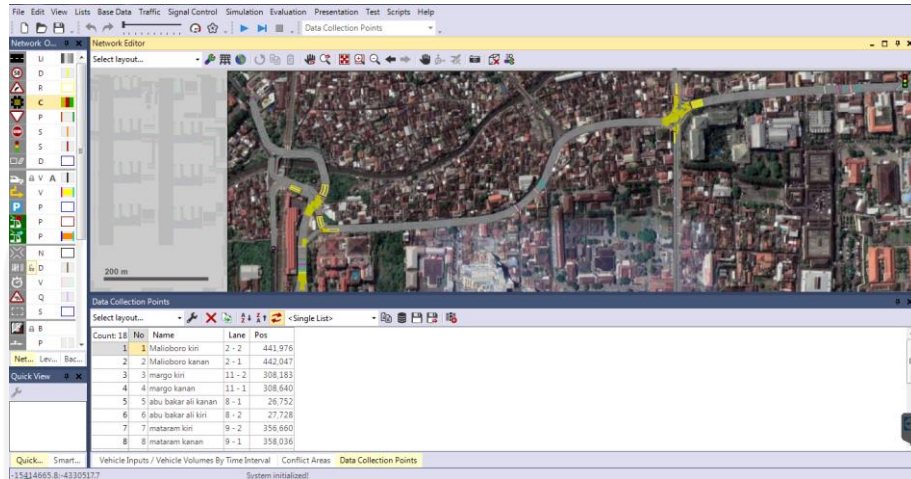 File Edit View Lists Base Data Traffic Signal Control Simulation Evaluation Presentation Test Scripts Help
Data Collection Points
Network O...
Network Editor
Select layout...
Li
D
R
C
P
S
S
D
V A
V
P
P
P
N
D
V
Q
S
B
P
200 m
Net... Lev... Bac...
Quick View
Data Collection Points
Select layout...
<Single List>
Count: 18 No Name Lane Pos
1 1 Malioboro kiri 2 - 2 441,976
2 2 Malioboro kanan 2 - 1 442,047
3 3 margo kiri 11 - 2 308,183
4 4 margo kanan 11 - 1 308,640
5 5 abu bakar ali kanan 8 - 1 26,752
6 6 abu bakar ali kiri 8 - 2 27,728
7 7 mataram kiri 9 - 2 356,660
8 8 mataram kanan 9 - 1 358,036
Quick... Smart...
Vehicle Inputs / Vehicle Volumes By Time Interval Conflict Areas Data Collection Points
-15414665.8:-4330517.7 System initialized!